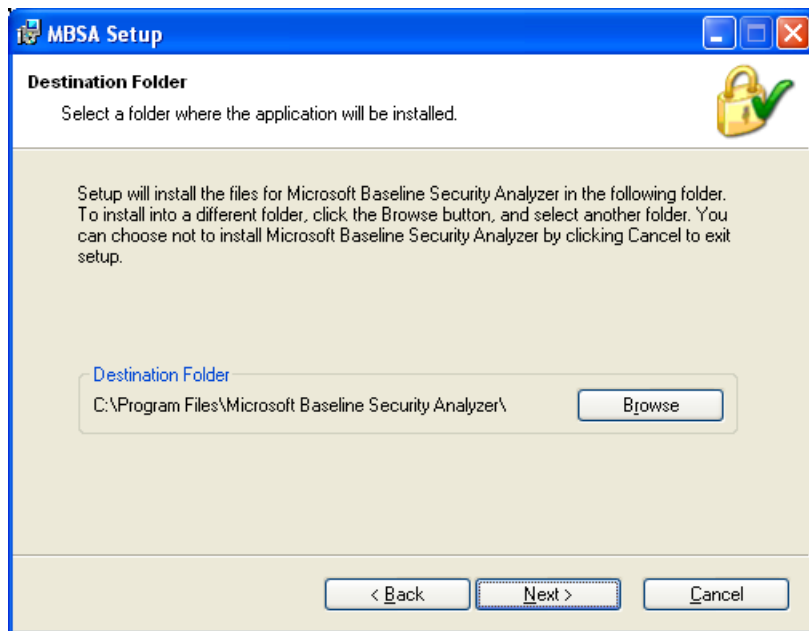 MBSA Setup
Destination Folder
Select a folder where the application will be installed.
Setup will install the files for Microsoft Baseline Security Analyzer in the following folder.
To install into a different folder, click the Browse button, and select another folder. You
can choose not to install Microsoft Baseline Security Analyzer by clicking Cancel to exit
setup.
Destination Folder
C:\Program Files\Microsoft Baseline Security Analyzer\ Browse
< Back Next > Cancel